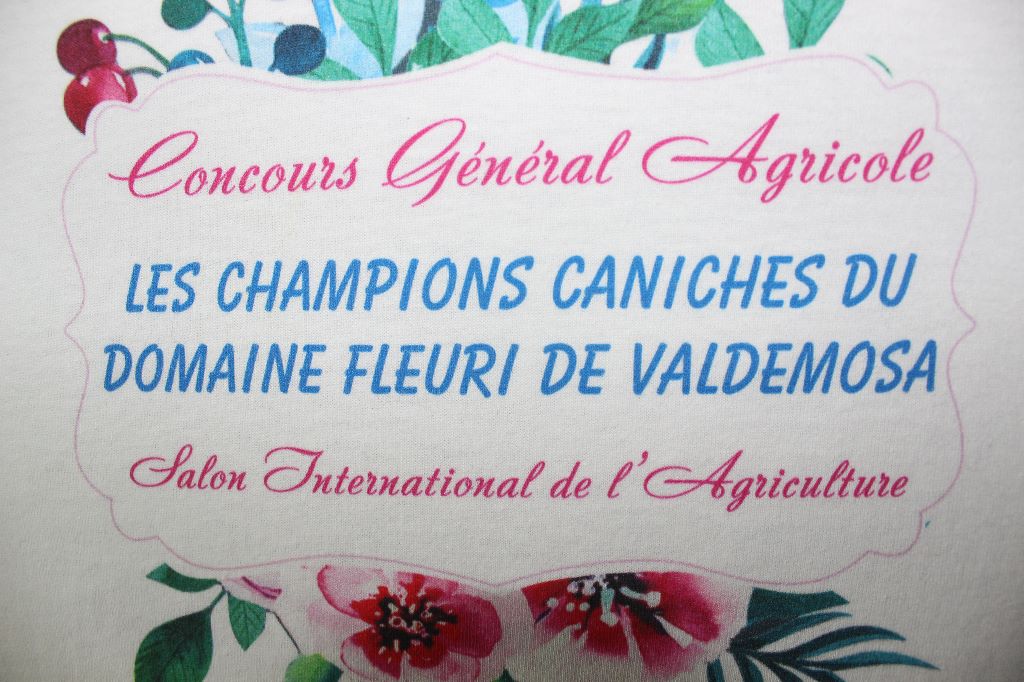 Concours Général Agricole
LES CHAMPIONS CANICHES DU
DOMAINE FLEURI DE VALDEMOSA
Salon International de l'Agriculture